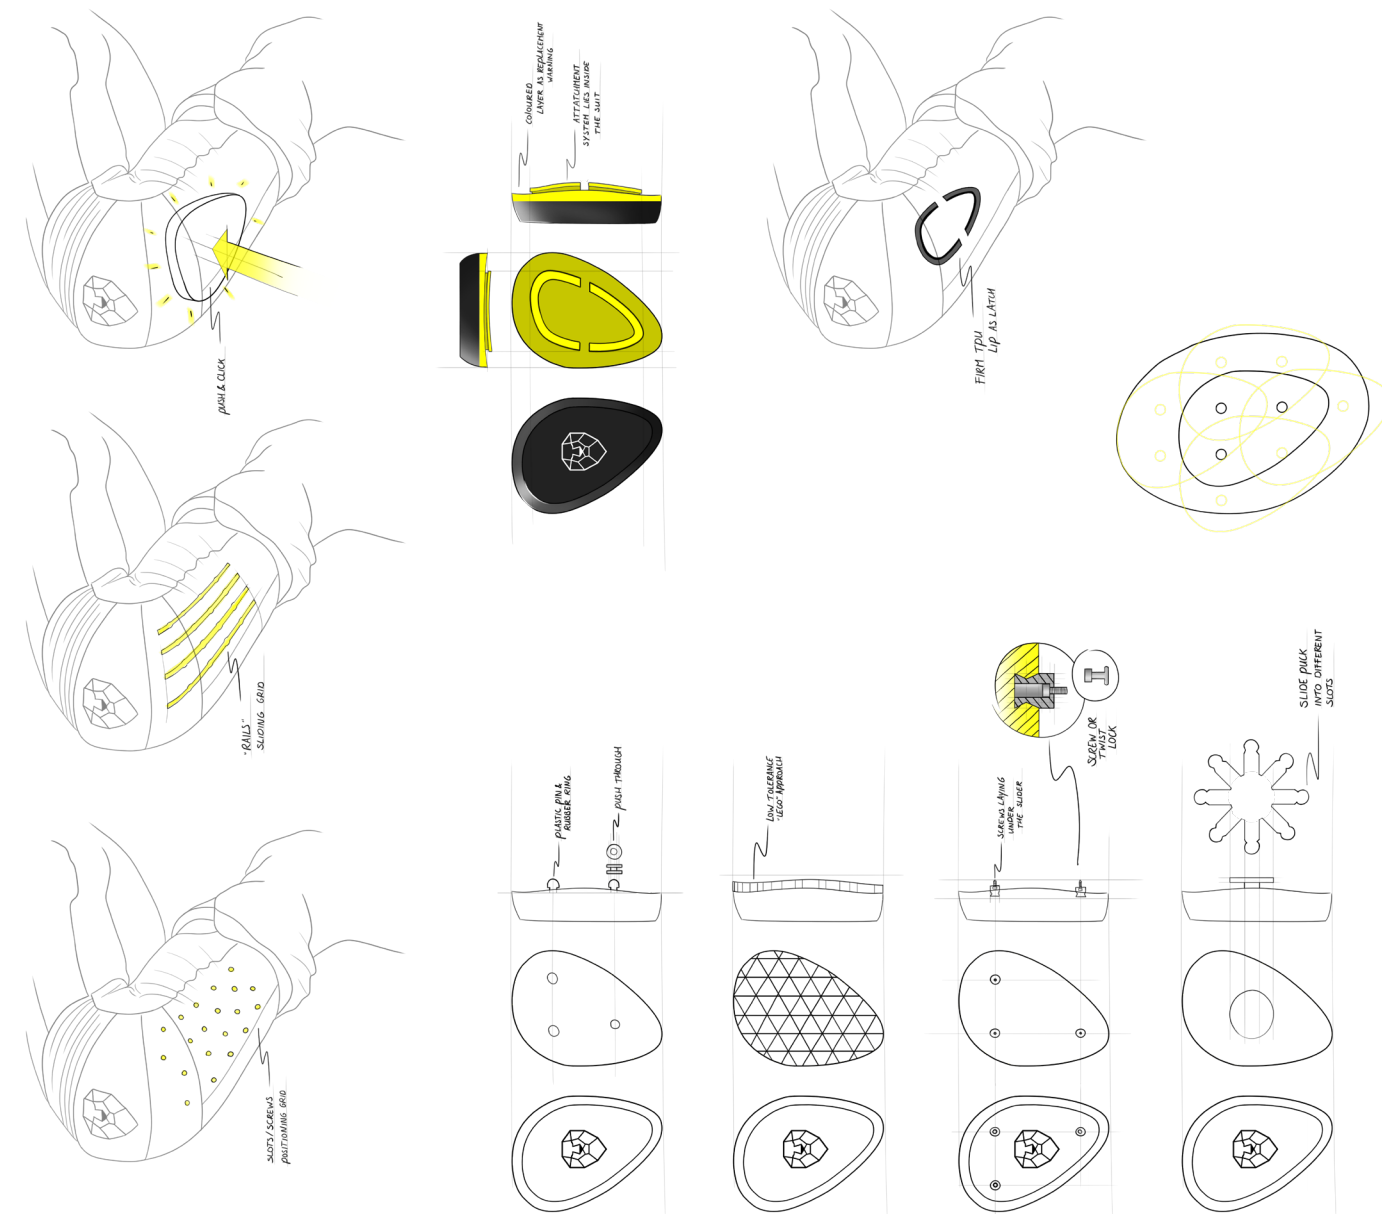 COLOURED
LAYER AS REPLACEMENT
WARNING
ATTATCHMENT
SYSTEM LIES INSIDE
THE SUIT
PUSH & CLICK
FIRM TPU
LIP AS LATCH
"RAILS"
SLIDING GRID
SLIDE PUCK
INTO DIFFERENT
SLOTS
SCREW OR
TWIST
LOCK
PLASTIC PIN &
RUBBER RING
PUSH THROUGH
LOW TOLERANCE
"LEGO" APPROACH
SCREWS LAYING
UNDER
THE SLIDER
SLOTS/SCREWS
POSITIONING GRID